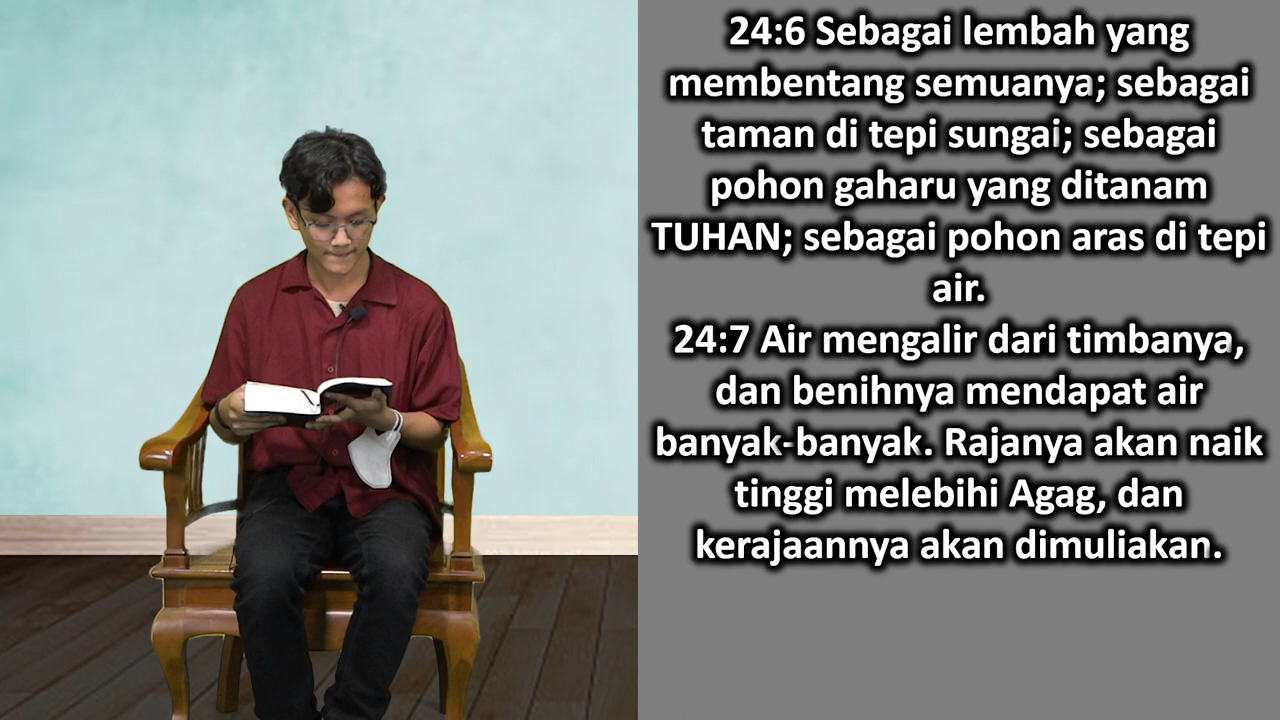 24:6 Sebagai lembah yang
membentang semuanya; sebagai
taman di tepi sungai; sebagai
pohon gaharu yang ditanam
TUHAN; sebagai pohon aras di tepi
air.
24:7 Air mengalir dari timbanya,
dan benihnya mendapat air
banyak-banyak. Rajanya akan naik
tinggi melebihi Agag, dan
kerajaannya akan dimuliakan.